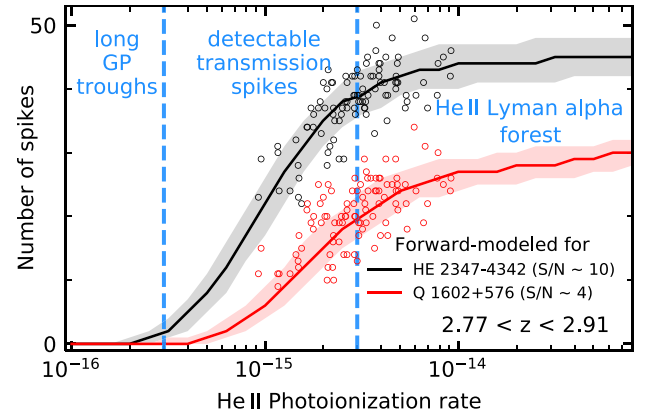 50
0
Number of spikes
long
GP
troughs
detectable
transmission
spikes
He II Lyman alpha
forest
Forward-modeled for
HE 2347-4342 (S/N ~ 10)
Q 1602+576 (S/N ~ 4)
2.77 < z < 2.91
10⁻¹⁶
10⁻¹⁵
10⁻¹⁴
He II Photoionization rate